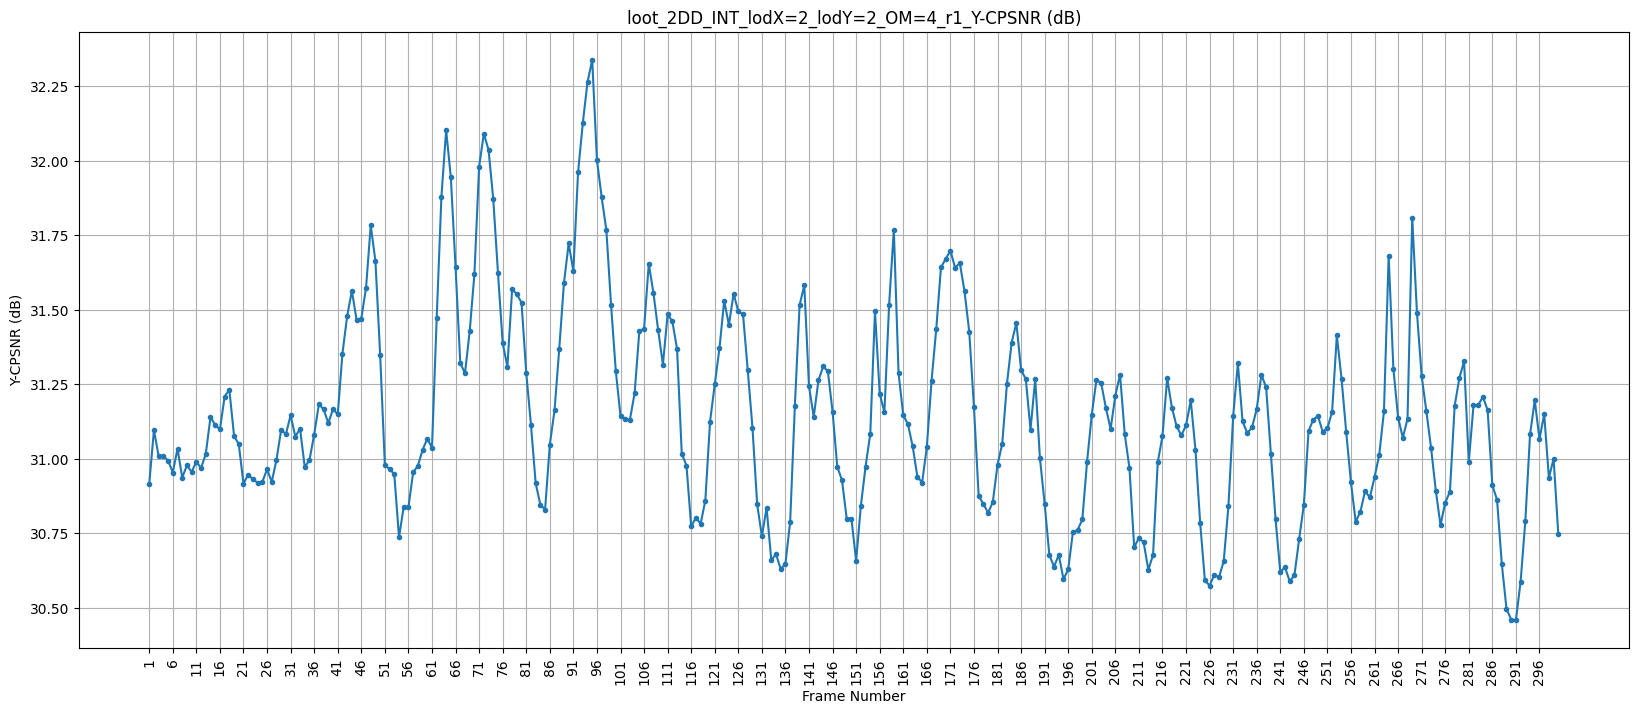 loot_2DD_INT_lodX=2_lodY=2_OM=4_r1_Y-CPSNR (dB)
Y-CPSNR (dB)
32.25
32.00
31.75
31.50
31.25
31.00
30.75
30.50
1 6 11 16 21 26 31 36 41 46 51 56 61 66 71 76 81 86 91 96 101 106 111 116 121 126 131 136 141 146 151 156 161 166 171 176 181 186 191 196 201 206 211 216 221 226 231 236 241 246 251 256 261 266 271 276 281 286 291 296
Frame Number